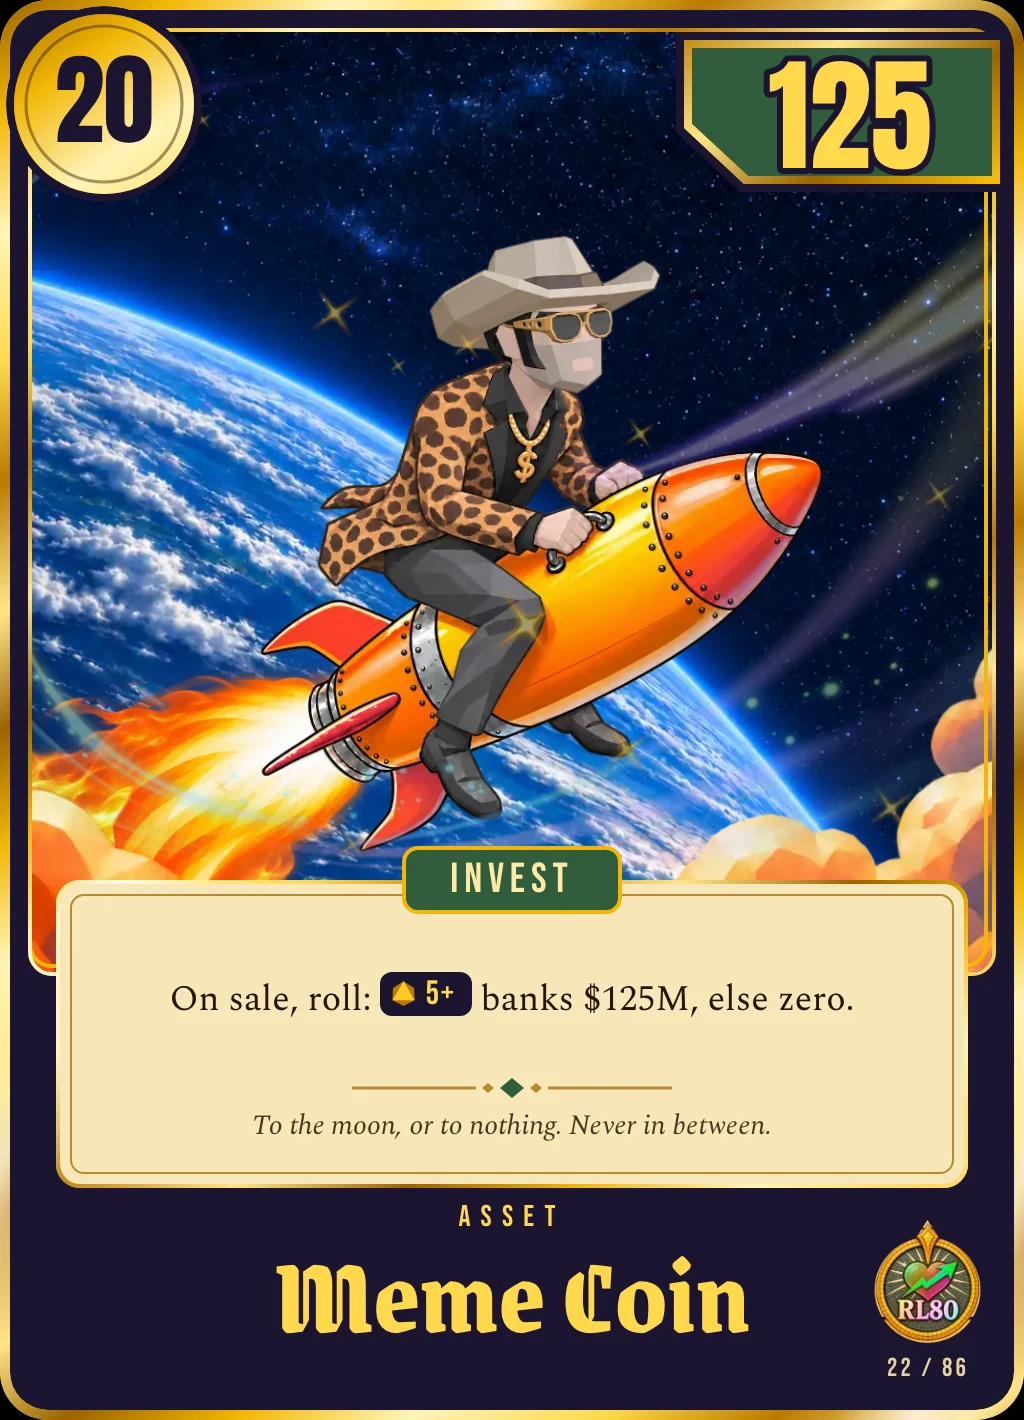 20
125
INVEST
On sale, roll: 5+ banks $125M, else zero.
To the moon, or to nothing. Never in between.
ASSET
Meme Coin
RL80
22 / 86